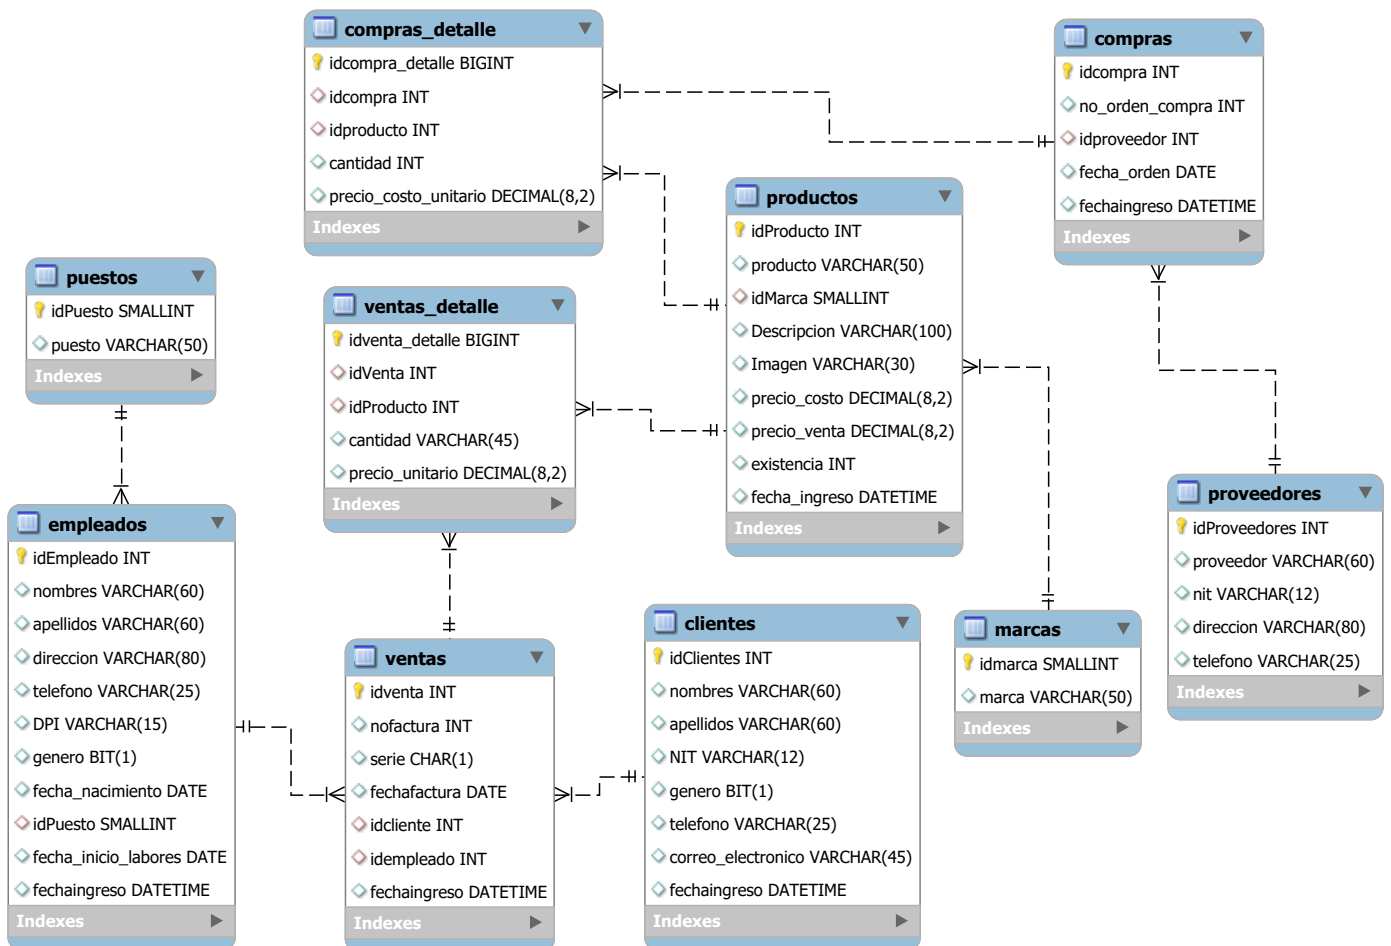 compras_detalle
idcompra_detalle BIGINT
idcompra INT
idproducto INT
cantidad INT
precio_costo_unitario DECIMAL(8,2)
Indexes
compras
idcompra INT
no_orden_compra INT
idproveedor INT
fecha_orden DATE
fechaingreso DATETIME
Indexes
productos
idProducto INT
producto VARCHAR(50)
idMarca SMALLINT
Descripcion VARCHAR(100)
Imagen VARCHAR(30)
precio_costo DECIMAL(8,2)
precio_venta DECIMAL(8,2)
existencia INT
fecha_ingreso DATETIME
Indexes
puestos
idPuesto SMALLINT
puesto VARCHAR(50)
Indexes
ventas_detalle
idventa_detalle BIGINT
idVenta INT
idProducto INT
cantidad VARCHAR(45)
precio_unitario DECIMAL(8,2)
Indexes
proveedores
idProveedores INT
proveedor VARCHAR(60)
nit VARCHAR(12)
direccion VARCHAR(80)
telefono VARCHAR(25)
Indexes
empleados
idEmpleado INT
nombres VARCHAR(60)
apellidos VARCHAR(60)
direccion VARCHAR(80)
telefono VARCHAR(25)
DPI VARCHAR(15)
genero BIT(1)
fecha_nacimiento DATE
idPuesto SMALLINT
fecha_inicio_labores DATE
fechaingreso DATETIME
Indexes
ventas
idventa INT
nofactura INT
serie CHAR(1)
fechafactura DATE
idcliente INT
idempleado INT
fechaingreso DATETIME
Indexes
clientes
idClientes INT
nombres VARCHAR(60)
apellidos VARCHAR(60)
NIT VARCHAR(12)
genero BIT(1)
telefono VARCHAR(25)
correo_electronico VARCHAR(45)
fechaingreso DATETIME
Indexes
marcas
idmarca SMALLINT
marca VARCHAR(50)
Indexes